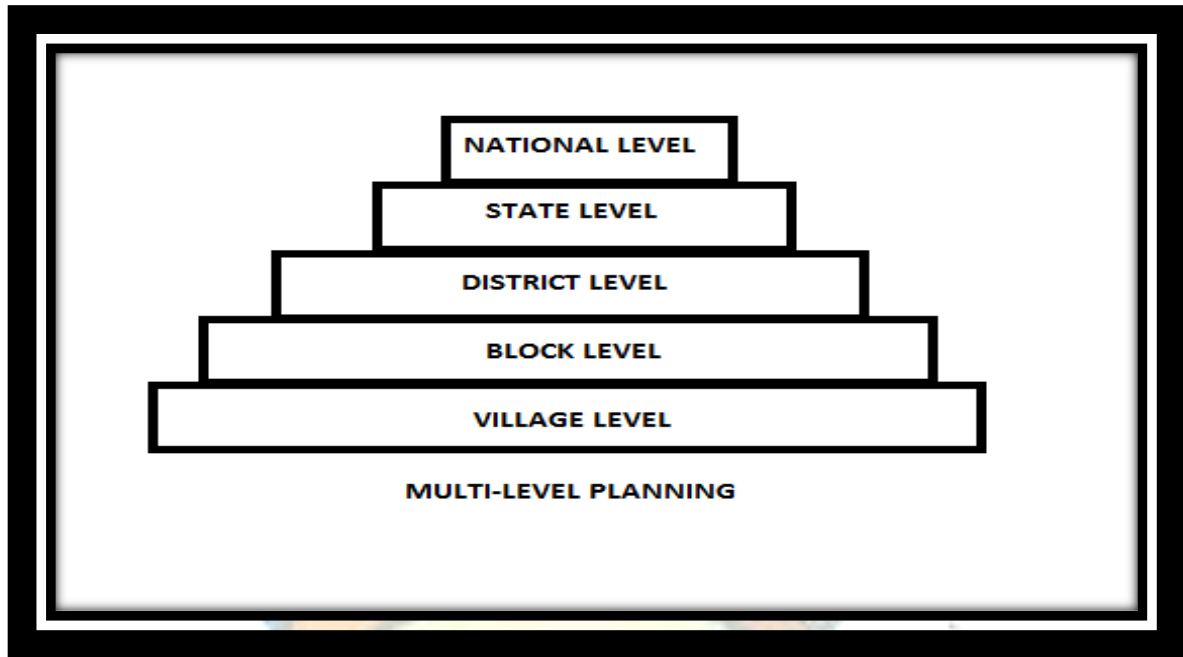 NATIONAL LEVEL
STATE LEVEL
DISTRICT LEVEL
BLOCK LEVEL
VILLAGE LEVEL
MULTI-LEVEL PLANNING